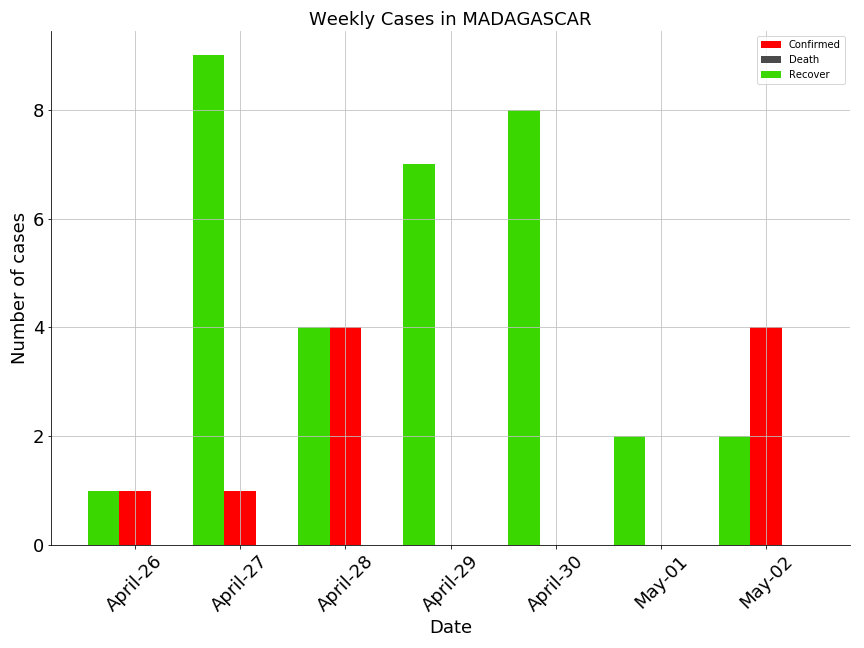 Weekly Cases in MADAGASCAR
Confirmed
Death
Recover
Number of cases
8
6
4
2
0
April-26
April-27
April-28
April-29
April-30
May-01
May-02
Date